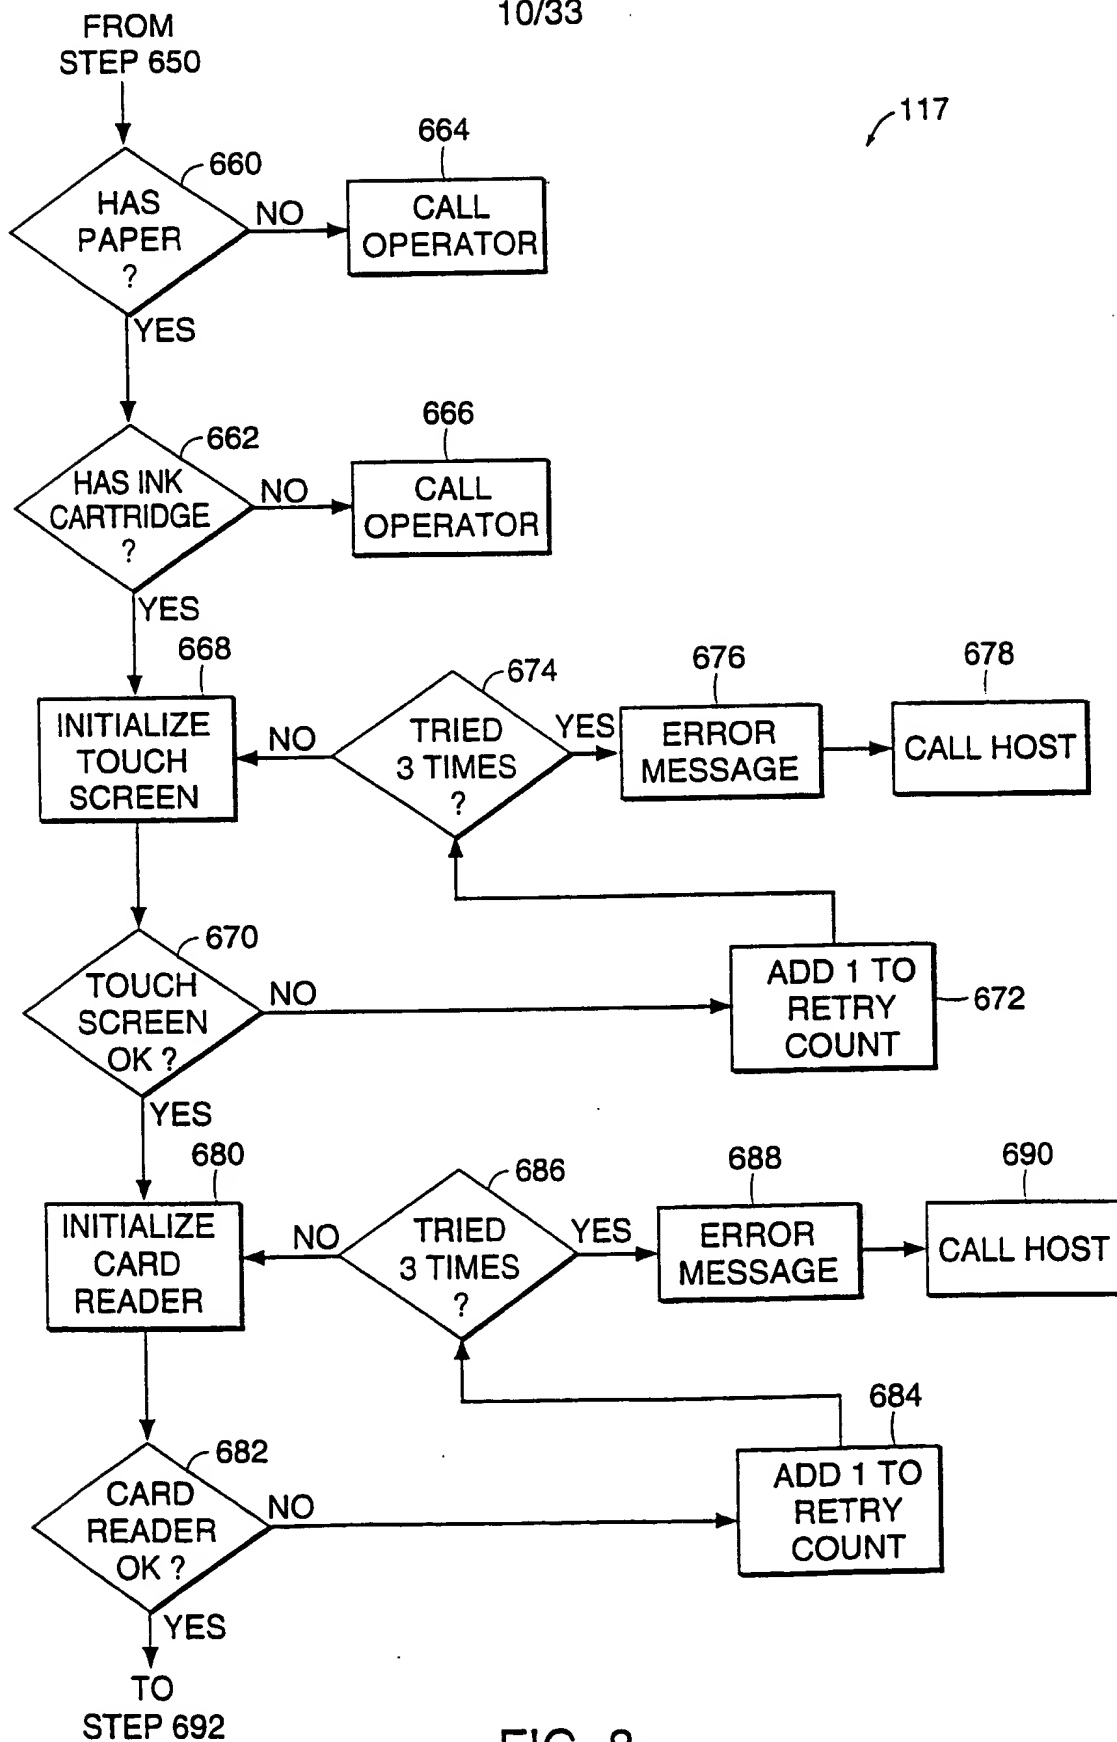 10/33
FROM
STEP 650
117
660
HAS
PAPER
?
NO
664
CALL
OPERATOR
YES
662
HAS INK
CARTRIDGE
?
NO
666
CALL
OPERATOR
YES
668
INITIALIZE
TOUCH
SCREEN
NO
674
TRIED
3 TIMES
?
YES
676
ERROR
MESSAGE
678
CALL HOST
670
TOUCH
SCREEN
OK ?
NO
ADD 1 TO
RETRY
COUNT
672
YES
680
INITIALIZE
CARD
READER
NO
686
TRIED
3 TIMES
?
YES
688
ERROR
MESSAGE
690
CALL HOST
682
CARD
READER
OK ?
NO
684
ADD 1 TO
RETRY
COUNT
YES
TO
STEP 692